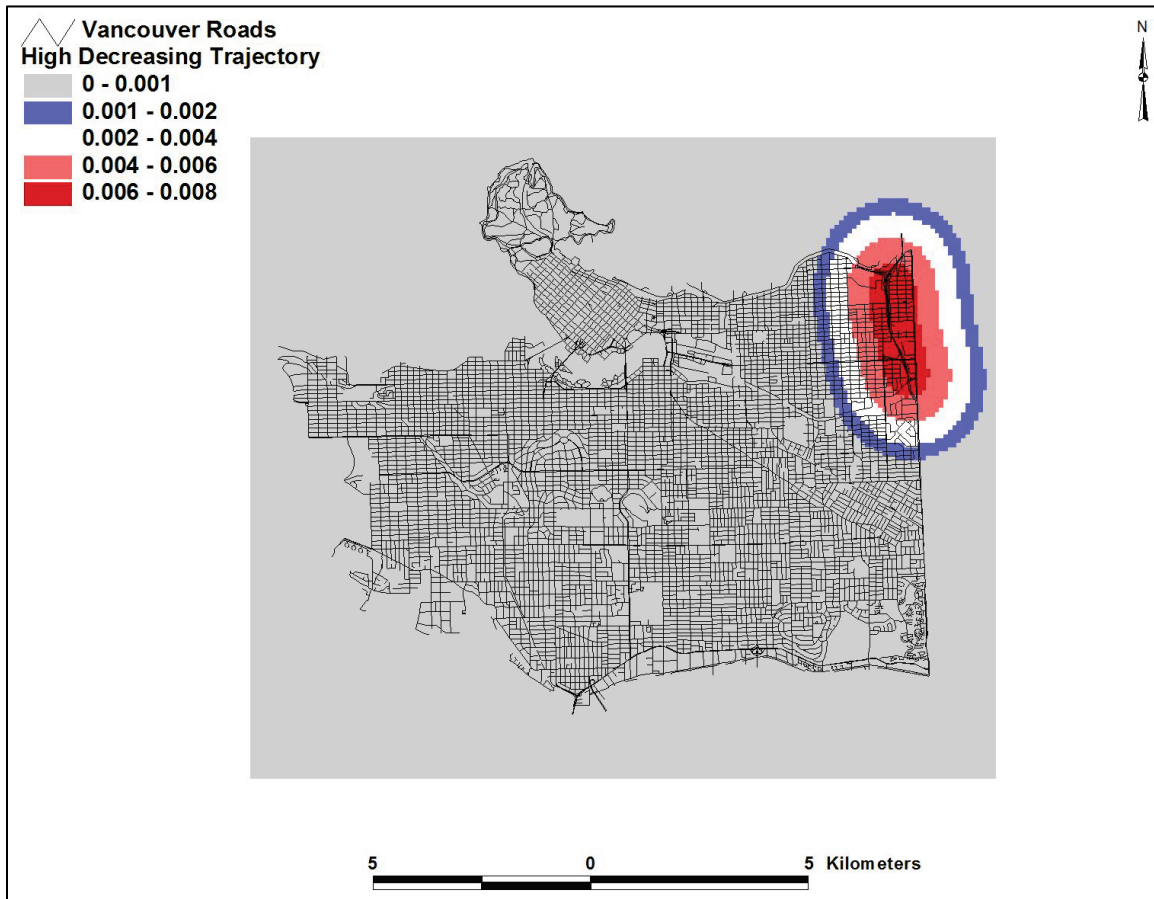 Vancouver Roads
High Decreasing Trajectory
0 - 0.001
0.001 - 0.002
0.002 - 0.004
0.004 - 0.006
0.006 - 0.008
N
5 0 5 Kilometers